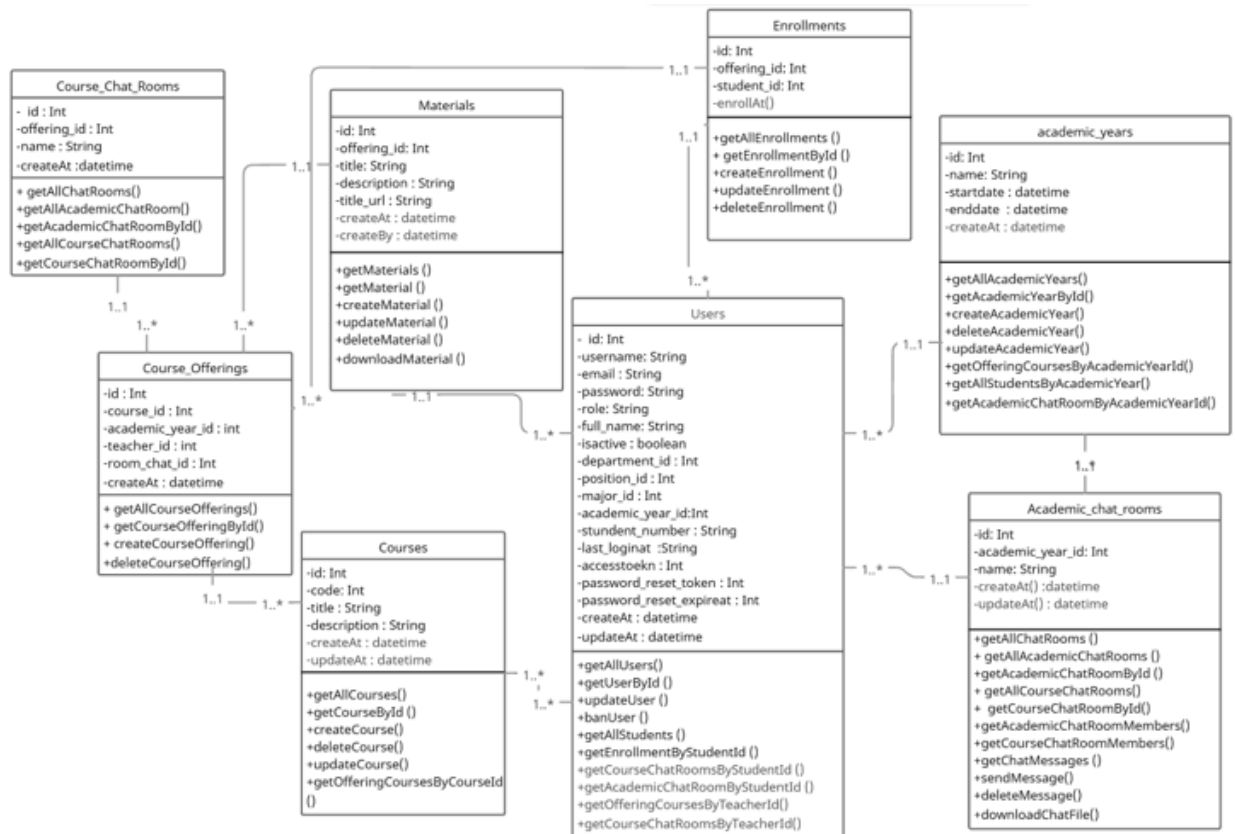 Course_Chat_Rooms
- id : Int
-offering_id : Int
-name : String
-createAt :datetime
+ getAllChatRooms()
+getAllAcademicChatRoom()
+getAcademicChatRoomById()
+getAllCourseChatRooms()
+getCourseChatRoomById()
1..1
1..*
Course_Offerings
-id : Int
-course_id : Int
-academic_year_id : int
-teacher_id : int
-room_chat_id : Int
-createAt : datetime
+ getAllCourseOfferings()
+ getCourseOfferingById()
+ createCourseOffering()
+deleteCourseOffering()
1..1
1..*
1..1
1..*
1..*
Materials
-id: Int
-offering_id: Int
-title: String
-description : String
-title_url : String
-createAt : datetime
-createBy : datetime
+getMaterials ()
+getMaterial ()
+createMaterial ()
+updateMaterial ()
+deleteMaterial ()
+downloadMaterial ()
1..1
1..*
Courses
-id: Int
-code: Int
-title : String
-description : String
-createAt : datetime
-updateAt : datetime
+getAllCourses()
+getCourseById ()
+createCourse()
+deleteCourse()
+updateCourse()
+getOfferingCoursesByCourseId
()
1..*
1..*
Enrollments
-id: Int
-offering_id: Int
-student_id: Int
-enrollAt()
+getAllEnrollments ()
+ getEnrollmentById ()
+createEnrollment ()
+updateEnrollment ()
+deleteEnrollment ()
1..1
1..1
1..*
Users
- id: Int
-username: String
-email : String
-password: String
-role: String
-full_name: String
-isactive : boolean
-department_id : Int
-position_id : Int
-major_id : Int
-academic_year_id:Int
-stundent_number : String
-last_loginat :String
-accesstoekn : Int
-password_reset_token : Int
-password_reset_expireat : Int
-createAt : datetime
-updateAt : datetime
+getAllUsers()
+getUserById ()
+updateUser ()
+banUser ()
+getAllStudents ()
+getEnrollmentByStudentId ()
+getCourseChatRoomsByStudentId ()
+getAcademicChatRoomByStudentId ()
+getOfferingCoursesByTeacherId()
+getCourseChatRoomsByTeacherId()
1..1
1..*
1..*
1..1
academic_years
-id: Int
-name: String
-startdate : datetime
-enddate : datetime
-createAt : datetime
+getAllAcademicYears()
+getAcademicYearById()
+createAcademicYear()
+deleteAcademicYear()
+updateAcademicYear()
+getOfferingCoursesByAcademicYearId()
+getAllStudentsByAcademicYear()
+getAcademicChatRoomByAcademicYearId()
Academic_chat_rooms
-id: Int
-academic_year_id: Int
-name: String
-createAt() :datetime
-updateAt() : datetime
+getAllChatRooms ()
+ getAllAcademicChatRooms ()
+getAcademicChatRoomById ()
+ getAllCourseChatRooms()
+ getCourseChatRoomById()
+getAcademicChatRoomMembers()
+getCourseChatRoomMembers()
+getChatMessages ()
+sendMessage()
+deleteMessage()
+downloadChatFile()